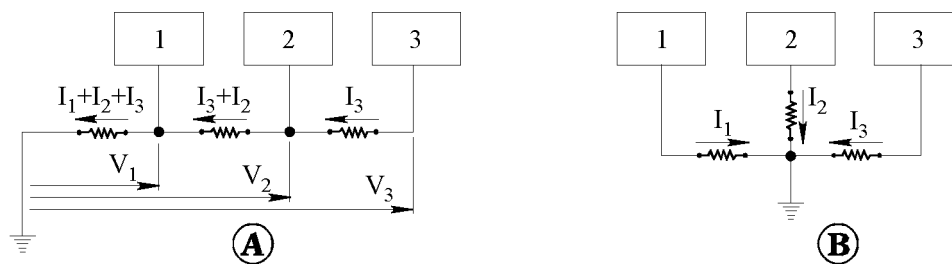 1 2 3 1 2 3
I₁+I₂+I₃ I₃+I₂ I₃ I₂
I₁ I₃
V₁ V₂ V₃
A B